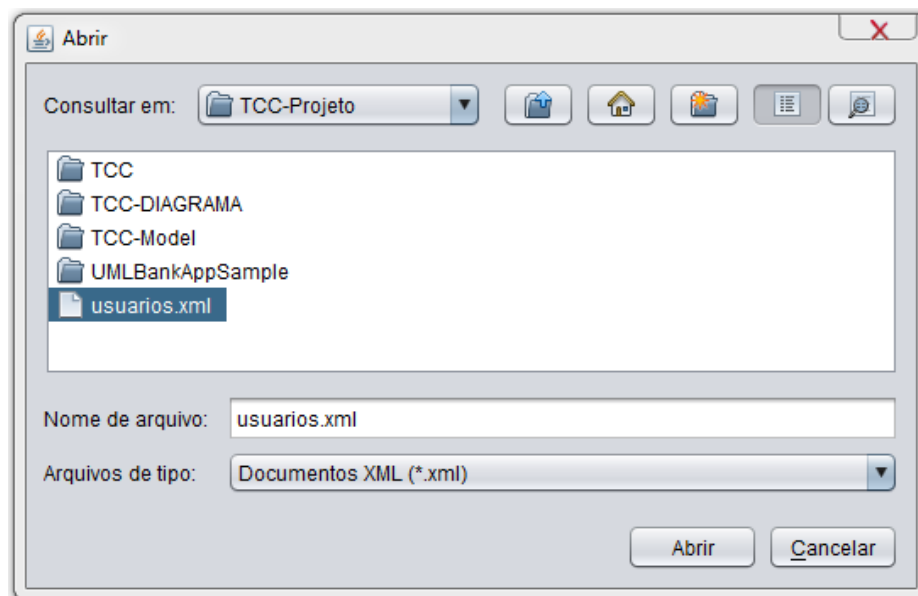 Abrir
Consultar em: TCC-Projeto
TCC
TCC-DIAGRAMA
TCC-Model
UMLBankAppSample
usuarios.xml
Nome de arquivo: usuarios.xml
Arquivos de tipo: Documentos XML (*.xml)
Abrir Cancelar